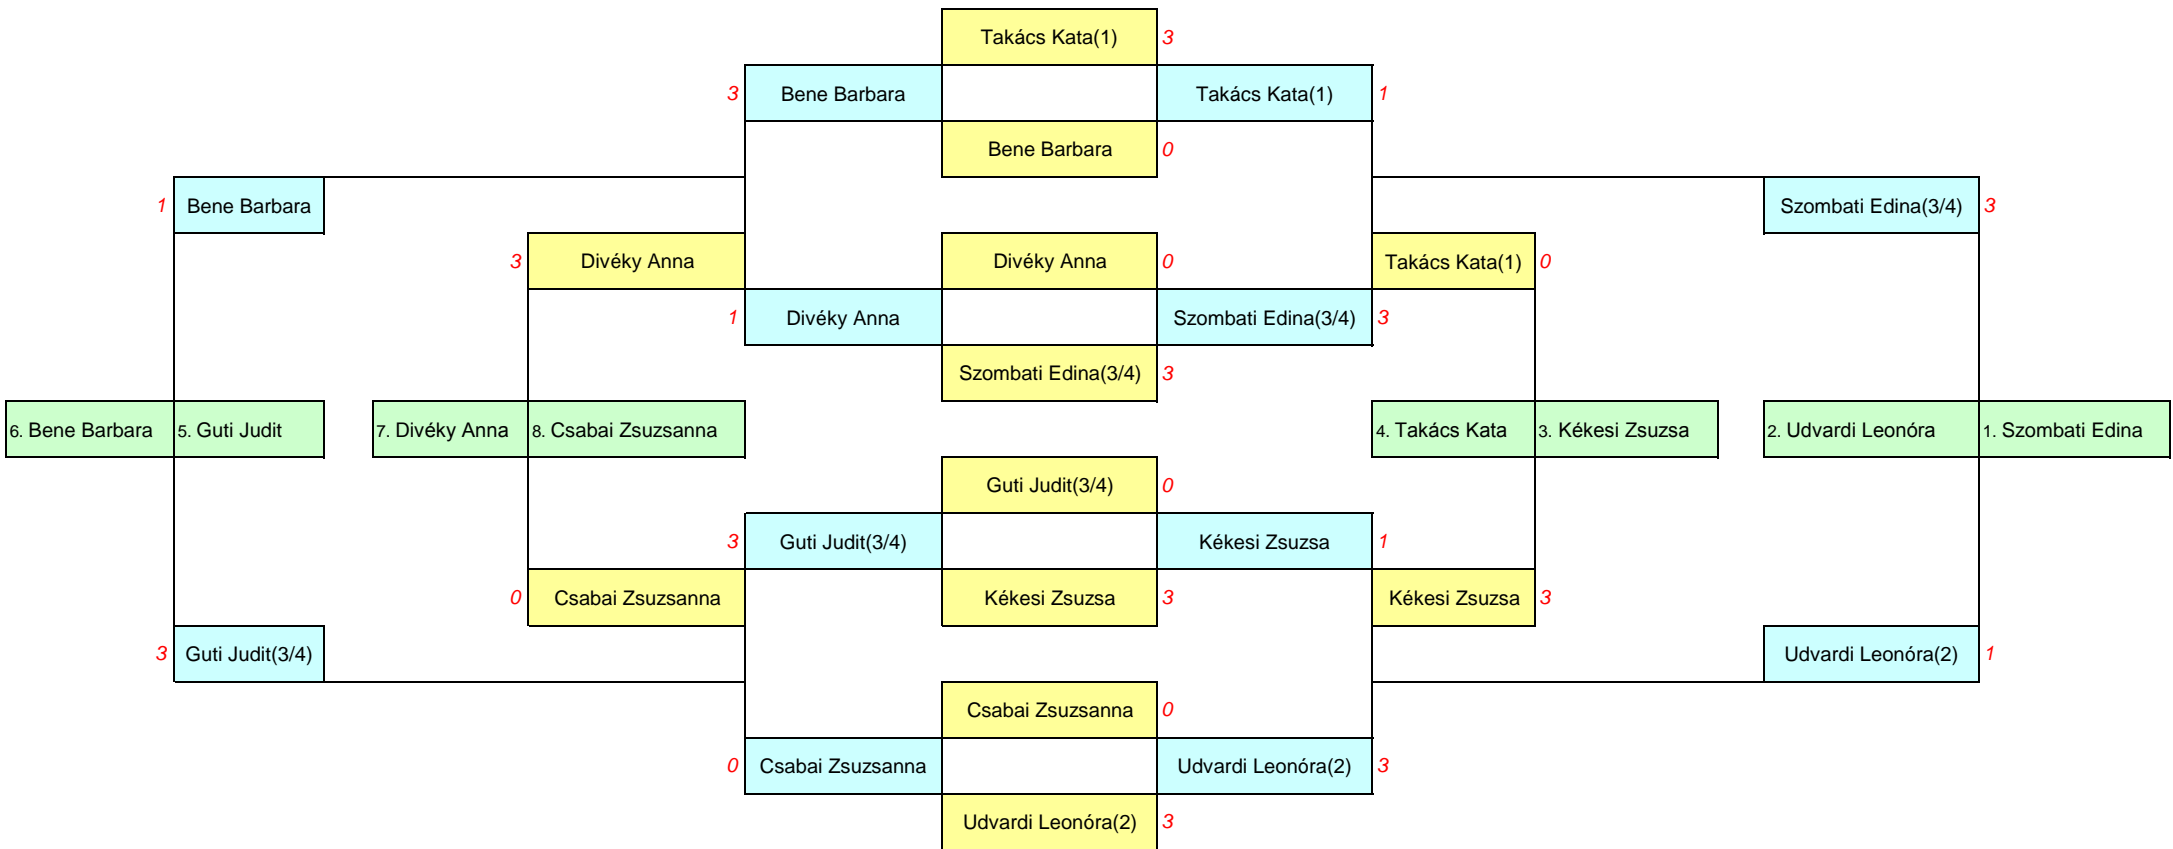 Takács Kata(1) 3
3 Bene Barbara Takács Kata(1) 1
Bene Barbara 0
1 Bene Barbara Szombati Edina(3/4) 3
3 Divéky Anna Divéky Anna 0 Takács Kata(1) 0
1 Divéky Anna Szombati Edina(3/4) 3
Szombati Edina(3/4) 3
6. Bene Barbara 5. Guti Judit 7. Divéky Anna 8. Csabai Zsuzsanna 4. Takács Kata 3. Kékesi Zsuzsa 2. Udvardi Leonóra 1. Szombati Edina
Guti Judit(3/4) 0
3 Guti Judit(3/4) Kékesi Zsuzsa 1
0 Csabai Zsuzsanna Kékesi Zsuzsa 3 Kékesi Zsuzsa 3
3 Guti Judit(3/4) Udvardi Leonóra(2) 1
Csabai Zsuzsanna 0
0 Csabai Zsuzsanna Udvardi Leonóra(2) 3
Udvardi Leonóra(2) 3